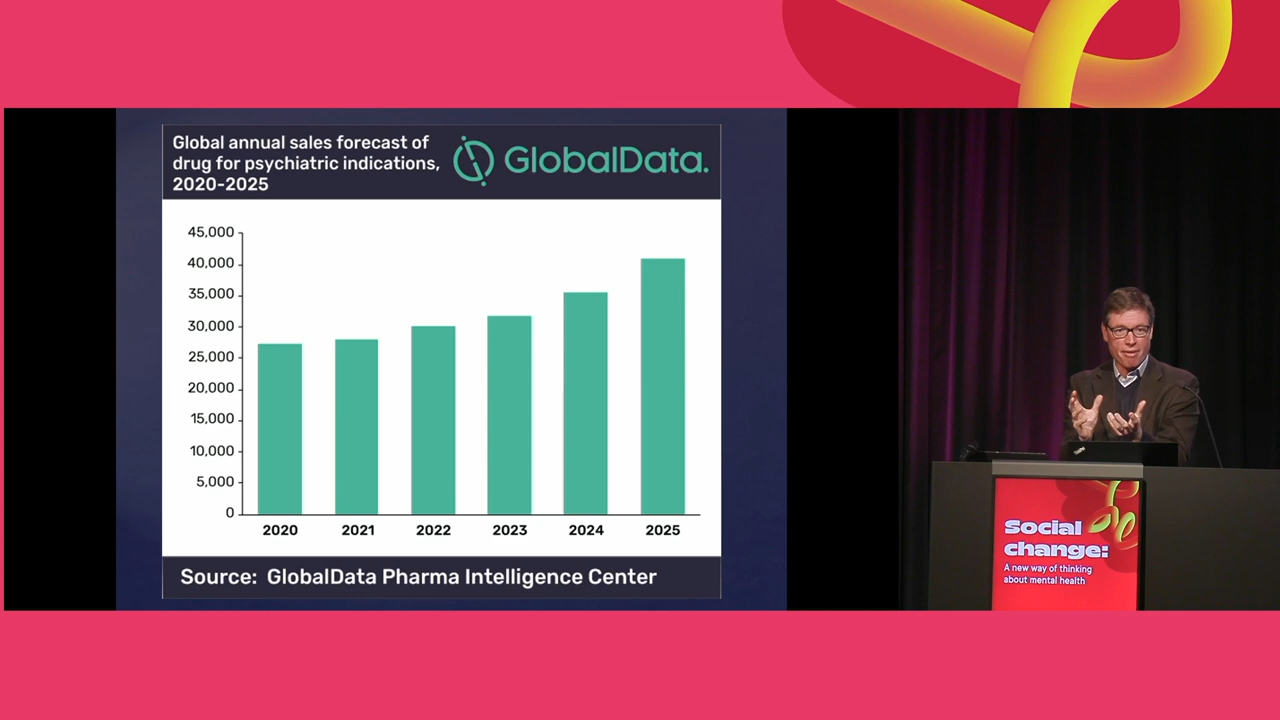 Global annual sales forecast of
drug for psychiatric indications,
2020-2025
GlobalData.
45,000
40,000
35,000
30,000
25,000
20,000
15,000
10,000
5,000
0
2020 2021 2022 2023 2024 2025
Source: GlobalData Pharma Intelligence Center
Social
change:
A new way of thinking
about mental health